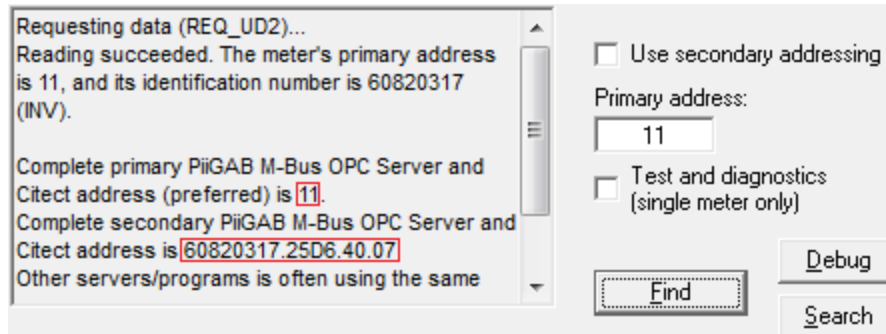 Requesting data (REQ_UD2)...
Reading succeeded. The meter's primary address
is 11, and its identification number is 60820317
(INV).
Complete primary PiiGAB M-Bus OPC Server and
Citect address (preferred) is 11.
Complete secondary PiiGAB M-Bus OPC Server and
Citect address is 60820317.25D6.40.07
Other servers/programs is often using the same
Use secondary addressing
Primary address:
11
Test and diagnostics
(single meter only)
Find
Debug
Search